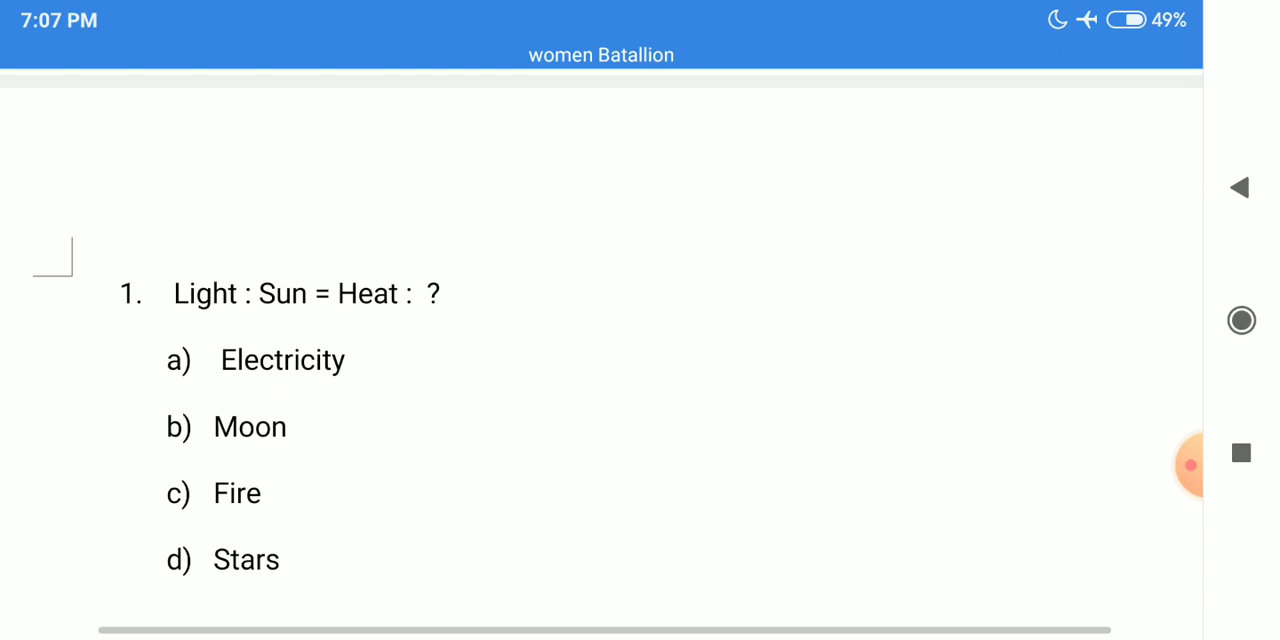 7:07 PM 49%
women Batallion
1. Light : Sun = Heat : ?
a) Electricity
b) Moon
c) Fire
d) Stars